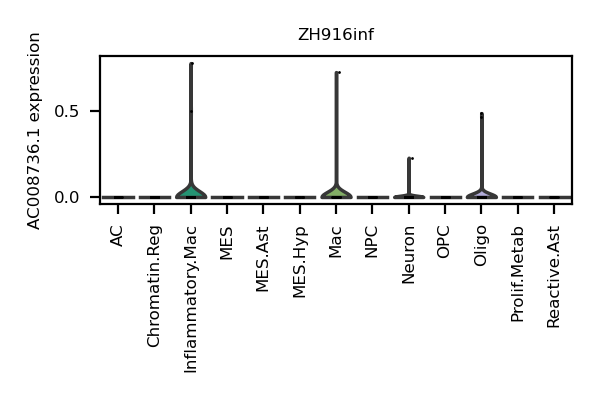 ZH916inf
AC008736.1 expression
0.5
0.0
AC
Chromatin.Reg
Inflammatory.Mac
MES
MES.Ast
MES.Hyp
Mac
NPC
Neuron
OPC
Oligo
Prolif.Metab
Reactive.Ast